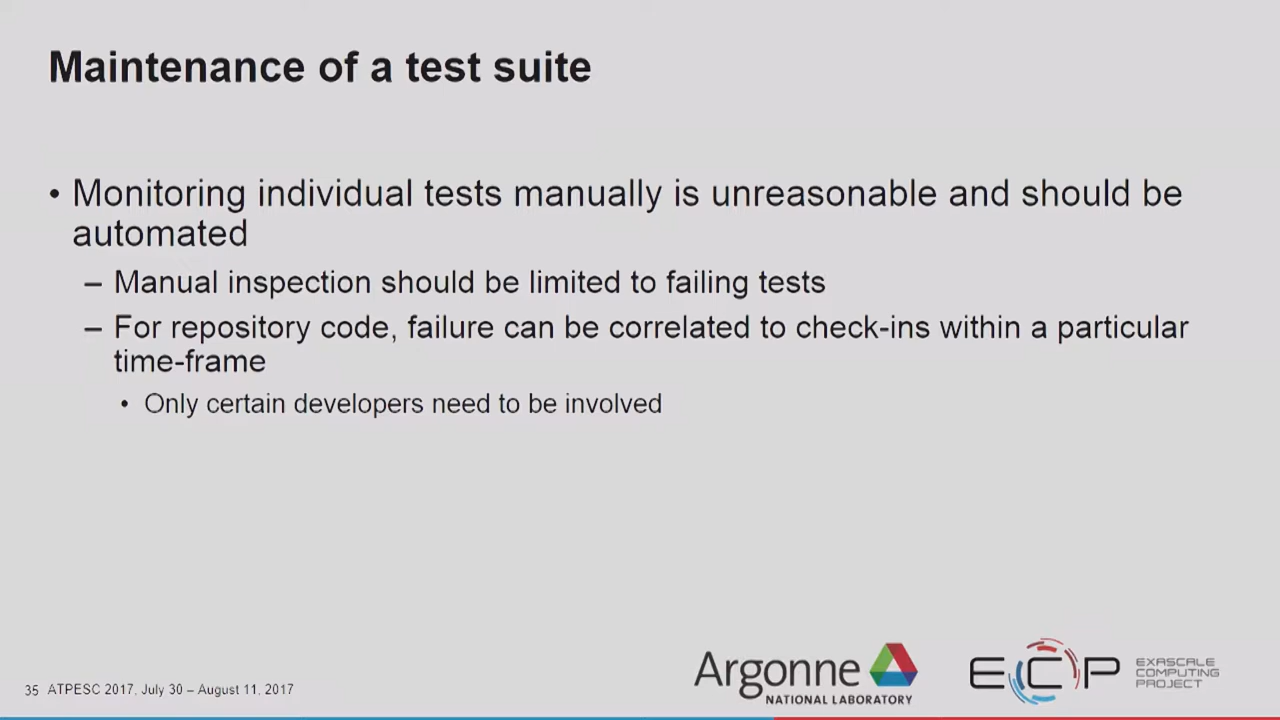 Maintenance of a test suite
• Monitoring individual tests manually is unreasonable and should be
automated
– Manual inspection should be limited to failing tests
– For repository code, failure can be correlated to check-ins within a particular
time-frame
• Only certain developers need to be involved
35 ATPESC 2017, July 30 – August 11, 2017
Argonne
NATIONAL LABORATORY
ECP
EXASCALE
COMPUTING
PROJECT